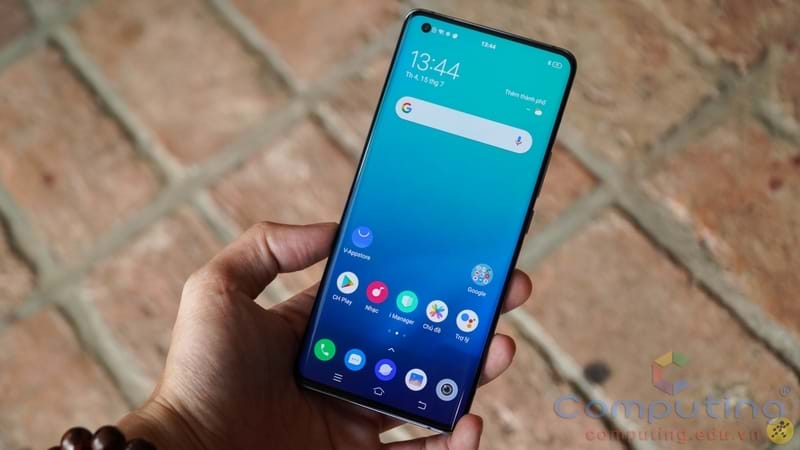 13:44
13:44
Th 4, 15 th 7
Thêm thành phố
--
V-Appstore
Google
CH Play
Nhạc
i Manager
Chủ đề
Trợ lý
Computing®
computing.edu.vn